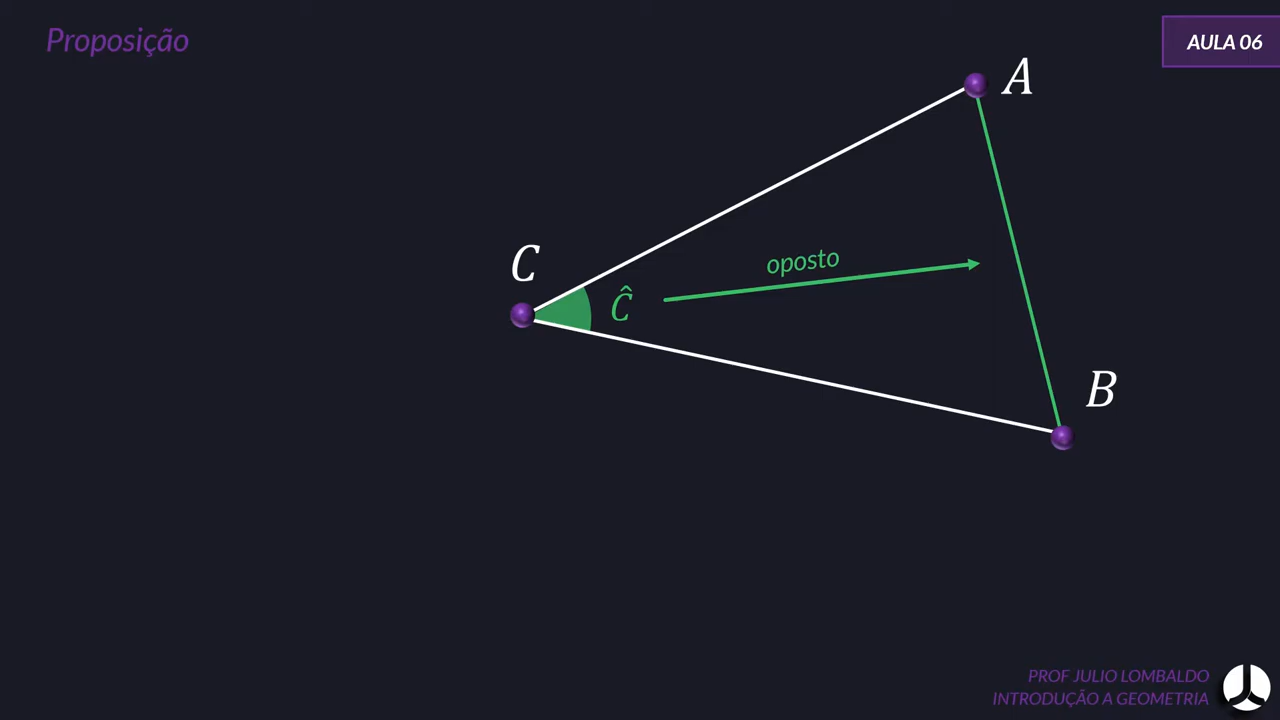 Proposição
AULA 06
A
C
oposto
Ĉ
B
PROF JULIO LOMBALDO
INTRODUÇÃO A GEOMETRIA